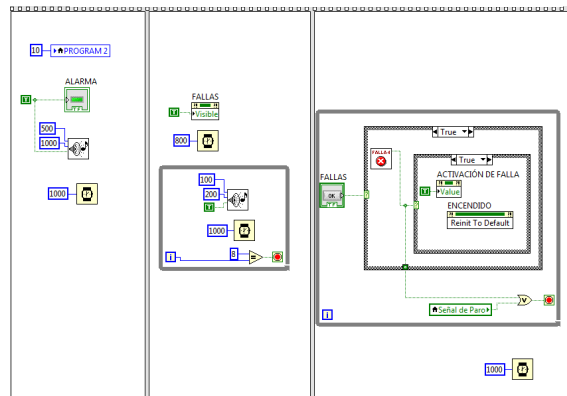 10
PROGRAM 2
ALARMA
T
500
1000
1000
FALLAS
Visible
T
800
100
200
T
1000
8
=
i
True
FALLA 4
True
FALLAS
OK
ACTIVACIÓN DE FALLA
T
Value
ENCENDIDO
Reinit To Default
Señal de Paro
V
i
1000